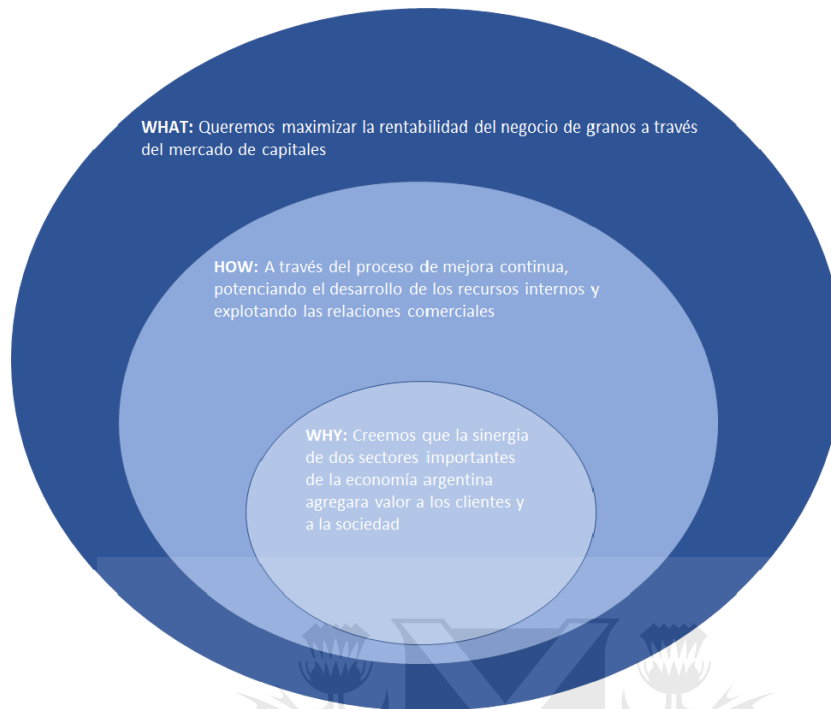 WHAT: Queremos maximizar la rentabilidad del negocio de granos a través
del mercado de capitales
HOW: A través del proceso de mejora continua,
potenciando el desarrollo de los recursos internos y
explotando las relaciones comerciales
WHY: Creemos que la sinergia
de dos sectores importantes
de la economía argentina
agregara valor a los clientes y
a la sociedad